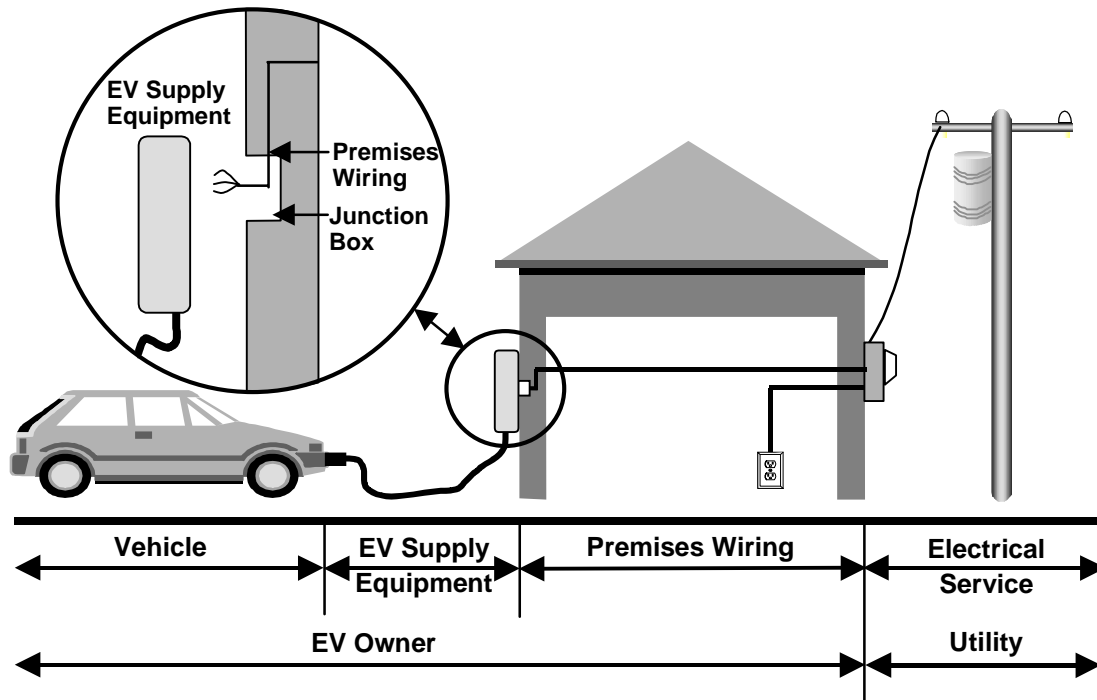 EV Supply
Equipment
Premises
Wiring
Junction
Box
Vehicle
EV Supply
Equipment
Premises Wiring
Electrical
Service
EV Owner
Utility